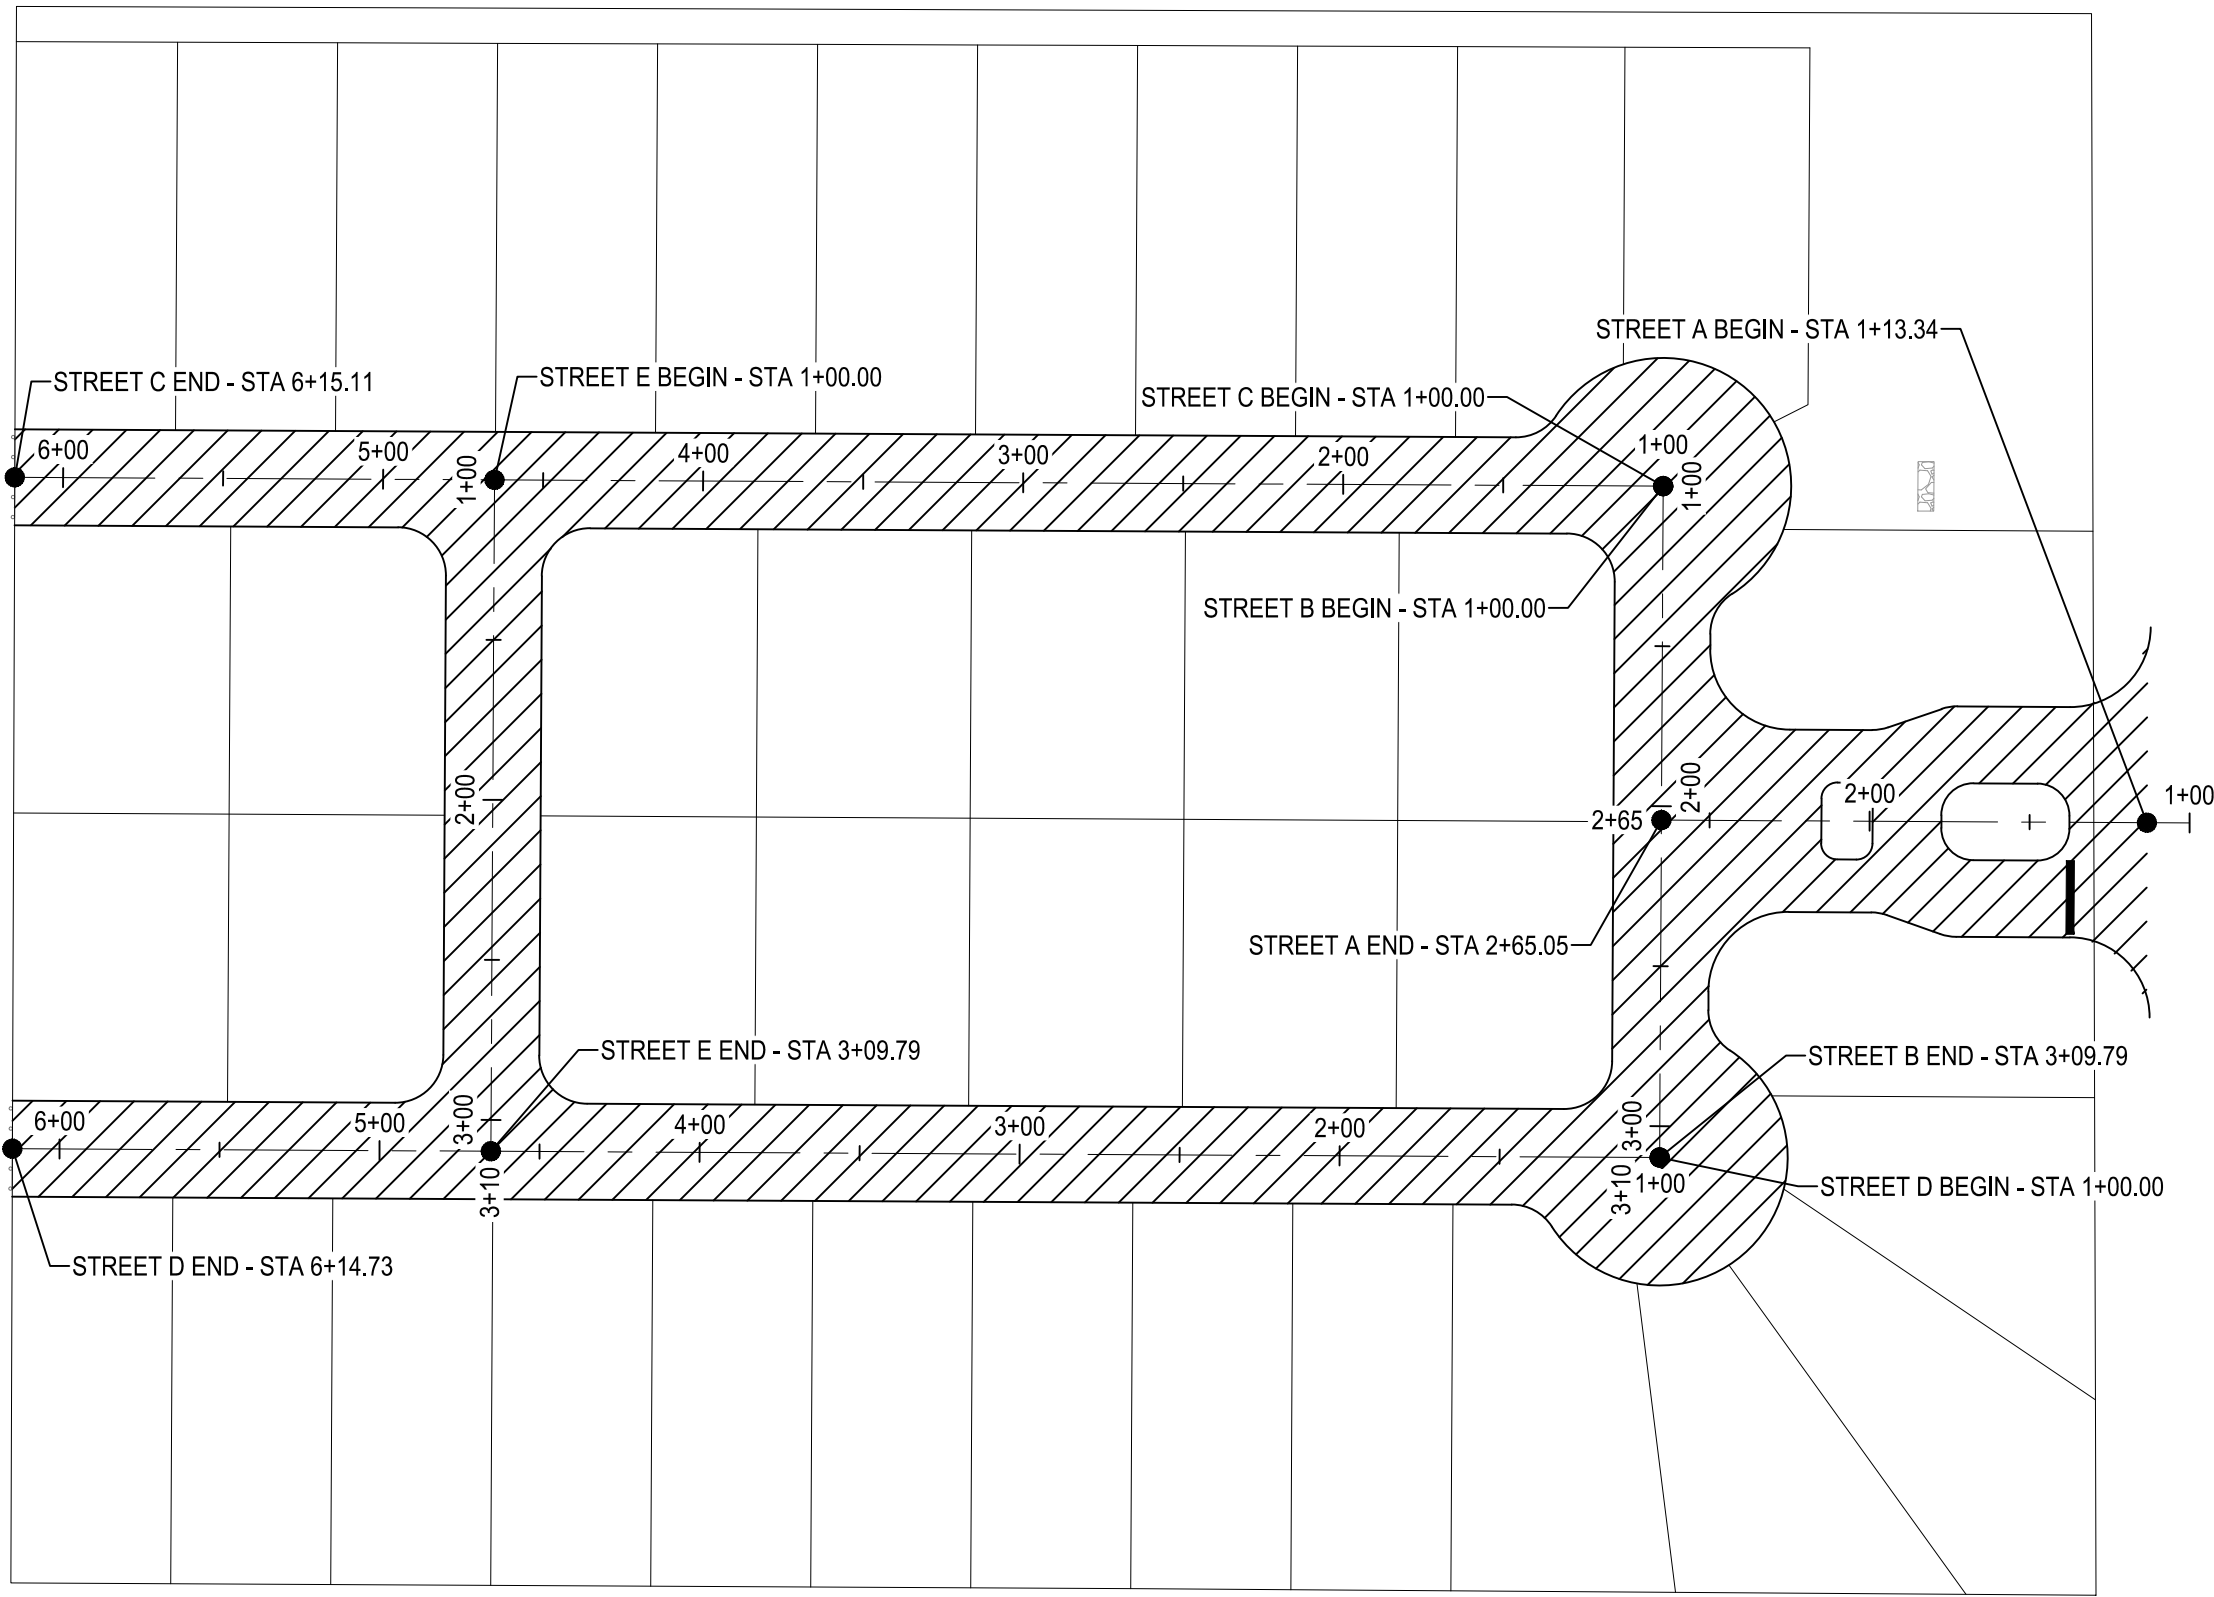 STREET A BEGIN - STA 1+13.34
STREET C END - STA 6+15.11
STREET E BEGIN - STA 1+00.00
STREET C BEGIN - STA 1+00.00
6+00
5+00
1+00
4+00
3+00
2+00
1+00
1+00
STREET B BEGIN - STA 1+00.00
2+00
2+65
2+00
2+00
1+00
STREET A END - STA 2+65.05
STREET E END - STA 3+09.79
STREET B END - STA 3+09.79
6+00
5+00
3+00
3+10
4+00
3+00
2+00
3+00
3+10
1+00
STREET D BEGIN - STA 1+00.00
STREET D END - STA 6+14.73